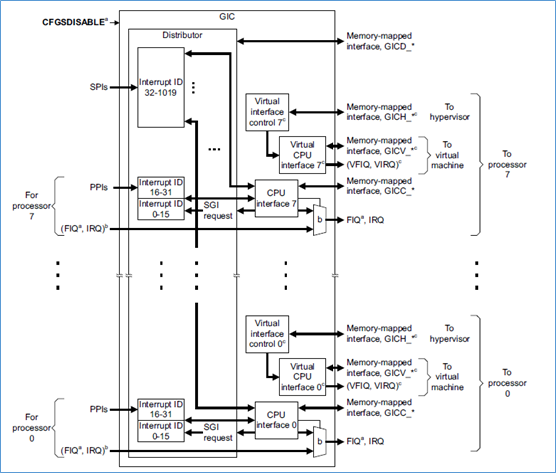 GIC
CFGSDISABLEᵃ
Distributor
Memory-mapped
interface, GICD_*
Interrupt ID
32-1019
SPIs
Virtual
interface
control 7ᶜ
Memory-mapped
interface, GICH_*ᶜ
To
hypervisor
Virtual
CPU
interface 7ᶜ
Memory-mapped
interface, GICV_*ᶜ
(VFIQ, VIRQ)ᶜ
To
virtual
machine
To
processor
7
For
processor
7
PPIs
Interrupt ID
16-31
Interrupt ID
0-15
SGI
request
CPU
interface 7
Memory-mapped
interface, GICC_*
b
FIQᵃ, IRQ
(FIQᵃ, IRQ)ᵇ
Virtual
interface
control 0ᶜ
Memory-mapped
interface, GICH_*ᶜ
To
hypervisor
Virtual
CPU
interface 0ᶜ
Memory-mapped
interface, GICV_*ᶜ
(VFIQ, VIRQ)ᶜ
To
virtual
machine
To
processor
0
For
processor
0
PPIs
Interrupt ID
16-31
Interrupt ID
0-15
SGI
request
CPU
interface 0
Memory-mapped
interface, GICC_*
b
FIQᵃ, IRQ
(FIQᵃ, IRQ)ᵇ